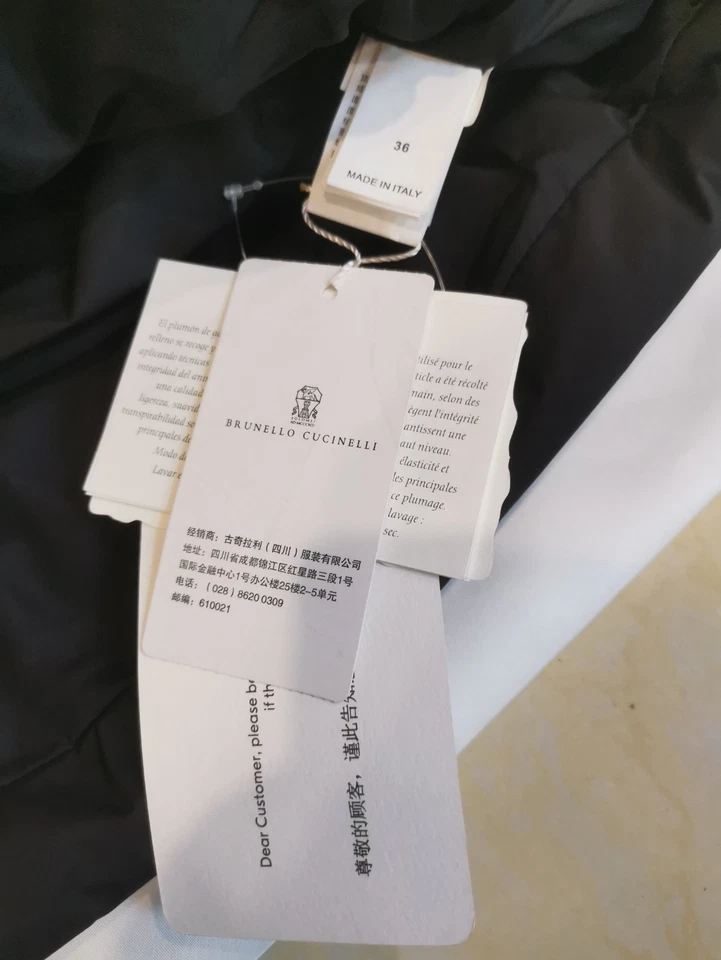 36
MADE IN ITALY
El plumón de
relleno se recoge y
aplicando técnicas
integridad del
una calidad
ligenza, suavid
transpirabilidad
principales de
Modo d
Lavar
tilisé pour le
ticle a été récolté
main, selon des
ègent l'intégrité
antissent une
aut niveau.
élasticité et
les principales
ce plumage.
lavage :
sec.
BRUNELLO CUCINELLI
经销商：古奇拉利（四川）服装有限公司
地址：四川省成都锦江区红星路三段1号
国际金融中心1号办公楼25楼2-5单元
电话：（028）8620 0309
邮编：610021
Dear Customer, please be
if th
尊敬的顾客，谨此告知